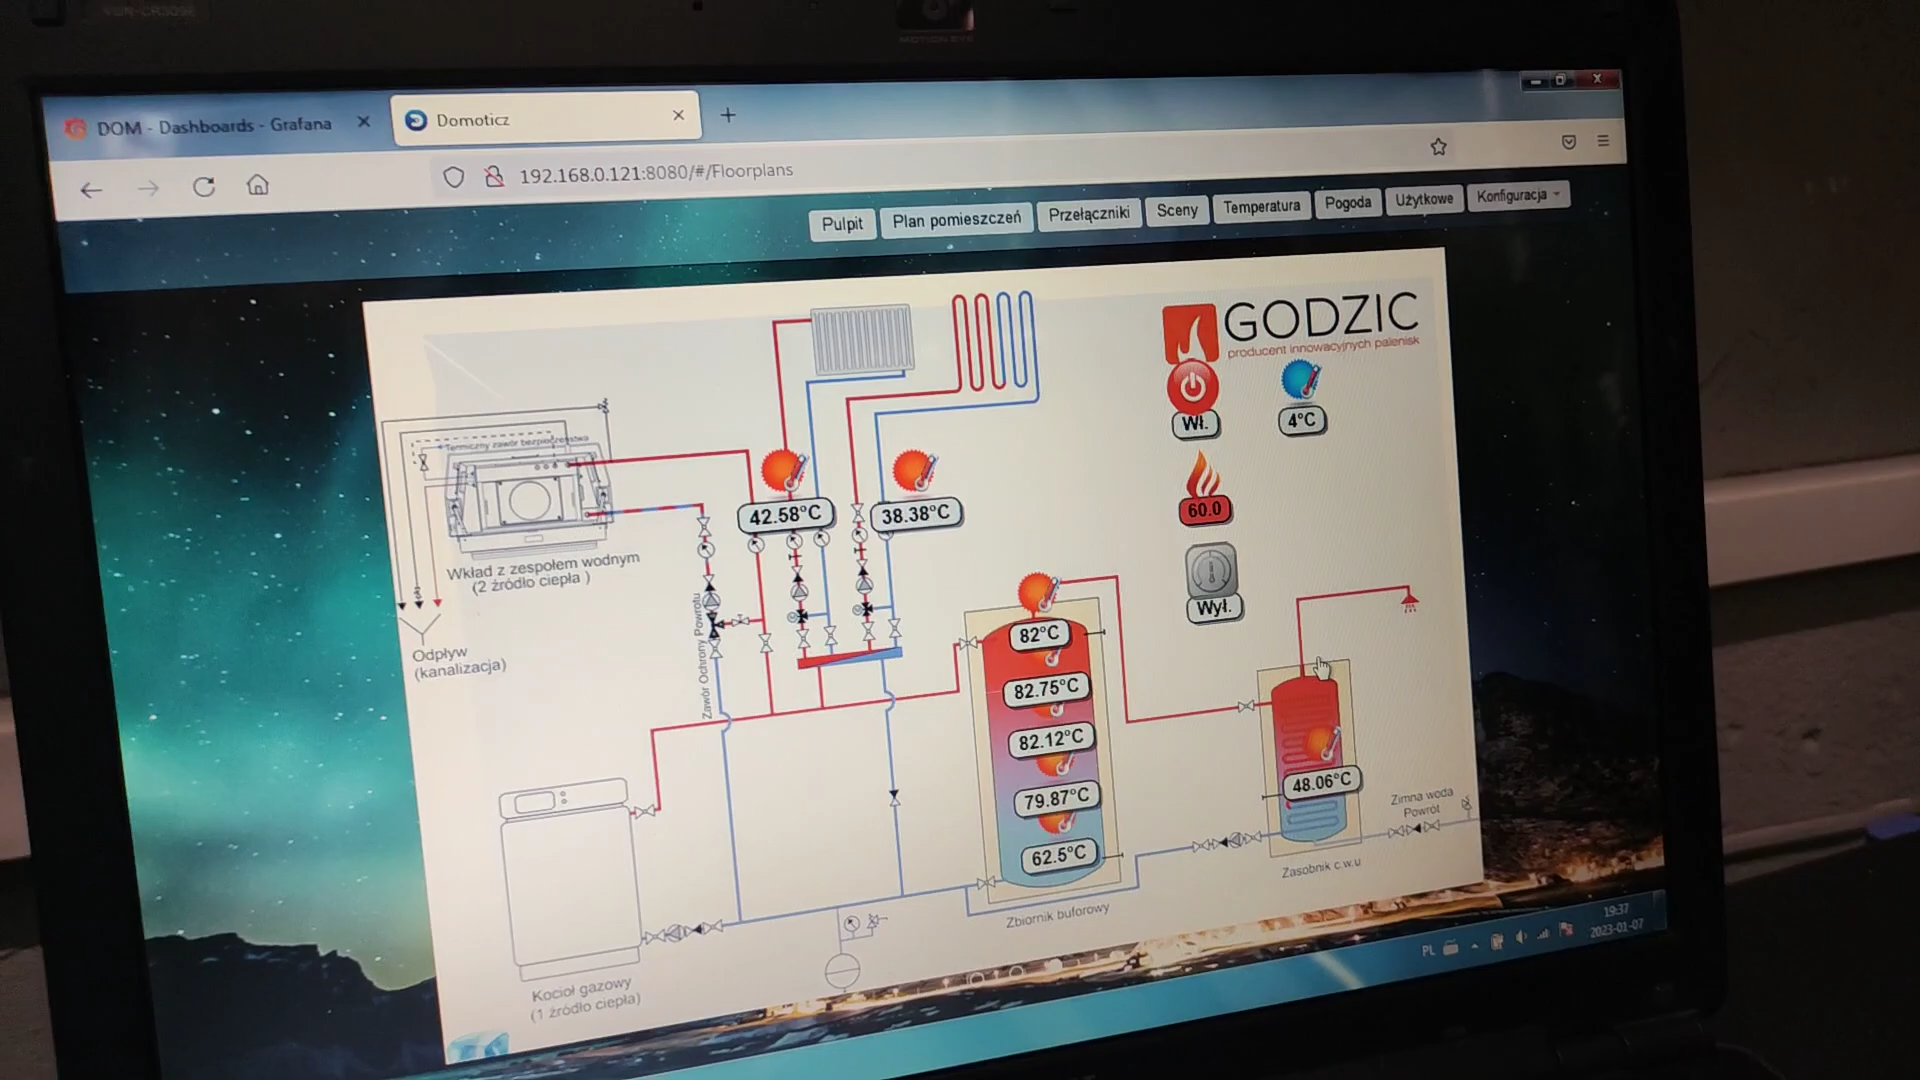 DOM - Dashboards - Grafana
Domoticz
192.168.0.121:8080/#/Floorplans
Pulpit
Plan pomieszczeń
Przełączniki
Sceny
Temperatura
Pogoda
Użytkowe
Konfiguracja
GODZIC
producent innowacyjnych palenisk
Wł.
4°C
Termiczny zawór bezpieczeństwa
42.58°C
38.38°C
60.0
Wył.
Wkład z zespołem wodnym
(2 źródło ciepła )
Odpływ
(kanalizacja)
Zawór Ochrony Powrotu
82°C
82.75°C
82.12°C
79.87°C
62.5°C
48.06°C
Zimna woda
Powrót
Zasobnik c.w.u
Zbiornik buforowy
Kocioł gazowy
(1 źródło ciepła)
PL
19:37
2023-01-07